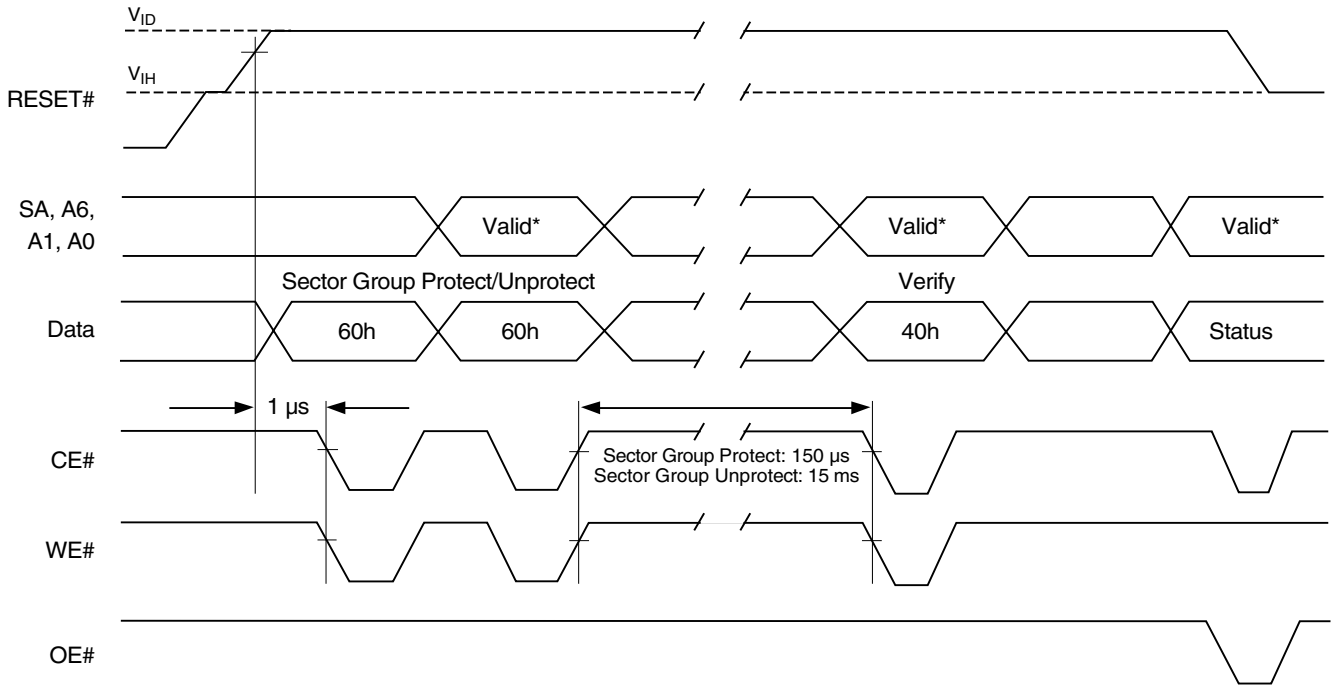 VID
VIH
RESET#
SA, A6,
A1, A0
Valid*
Valid*
Valid*
Sector Group Protect/Unprotect
Verify
Data
60h
60h
40h
Status
1 µs
CE#
Sector Group Protect: 150 µs
Sector Group Unprotect: 15 ms
WE#
OE#